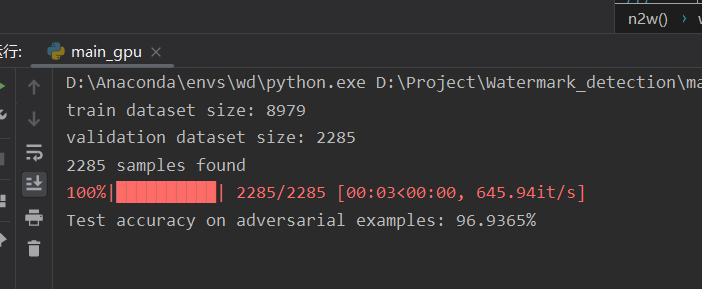 n2w()
运行:
main_gpu
D:\Anaconda\envs\wd\python.exe D:\Project\Watermark_detection\ma
train dataset size: 8979
validation dataset size: 2285
2285 samples found
100%|██████████| 2285/2285 [00:03<00:00, 645.94it/s]
Test accuracy on adversarial examples: 96.9365%